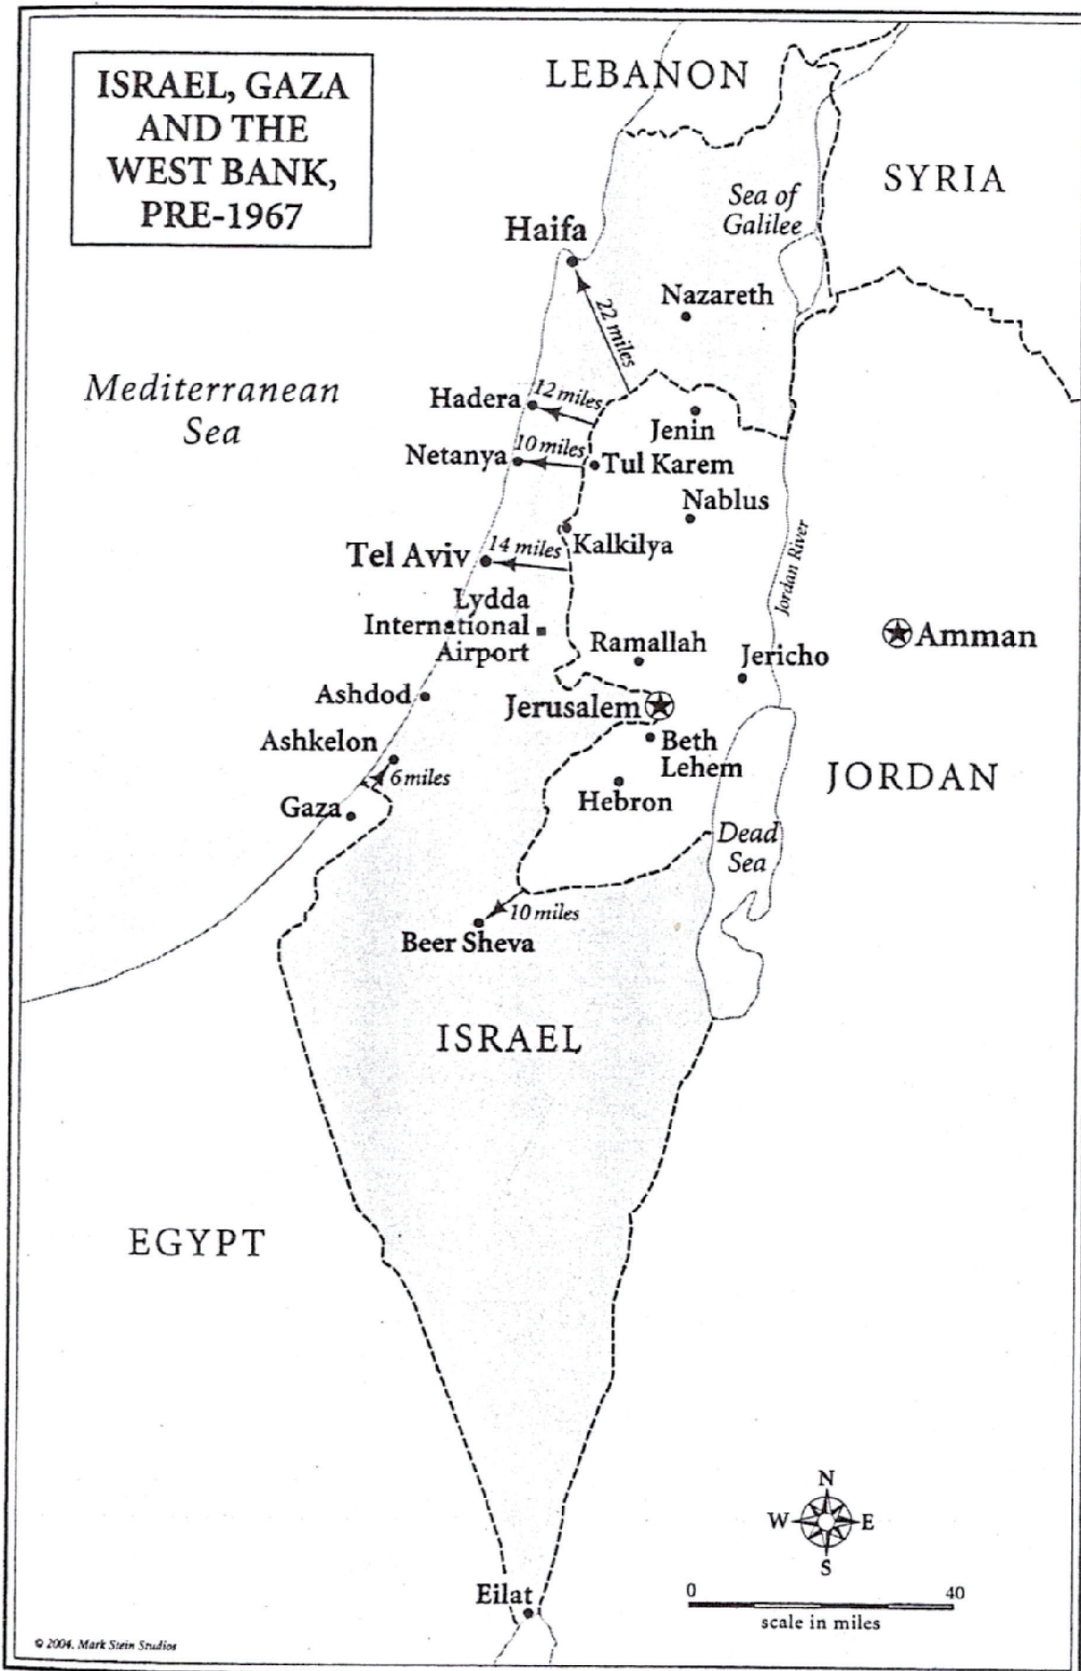 ISRAEL, GAZA
AND THE
WEST BANK,
PRE-1967
LEBANON
SYRIA
Sea of
Galilee
Haifa
22 miles
Nazareth
Mediterranean
Sea
Hadera
12 miles
Jenin
Netanya
10 miles
Tul Karem
Nablus
Tel Aviv
14 miles
Kalkilya
Jordan River
Lydda
International
Airport
Ramallah
Jericho
Amman
Ashdod
Jerusalem
Ashkelon
6 miles
Beth
Lehem
JORDAN
Gaza
Hebron
Dead
Sea
10 miles
Beer Sheva
ISRAEL
EGYPT
N
W
E
S
Eilat
0
40
scale in miles
© 2004, Mark Stein Studios